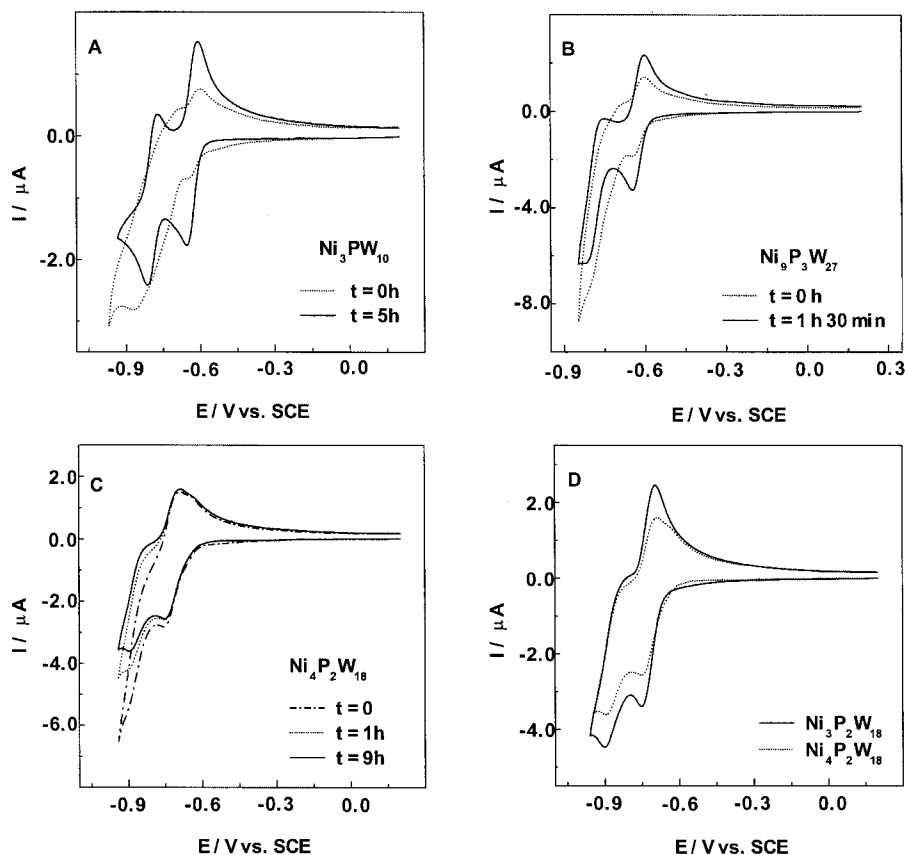 A
0.0
-2.0
I / μA
Ni3PW10
t = 0h
t = 5h
-0.9 -0.6 -0.3 0.0
E / V vs. SCE
B
4.0
0.0
-4.0
-8.0
I / μA
Ni9P3W27
t = 0 h
t = 1 h 30 min
-0.9 -0.6 -0.3 0.0 0.3
E / V vs. SCE
C
2.0
0.0
-2.0
-4.0
-6.0
I / μA
Ni4P2W18
t = 0
t = 1h
t = 9h
-0.9 -0.6 -0.3 0.0
E / V vs. SCE
D
2.0
0.0
-2.0
-4.0
I / μA
Ni3P2W18
Ni4P2W18
-0.9 -0.6 -0.3 0.0
E / V vs. SCE